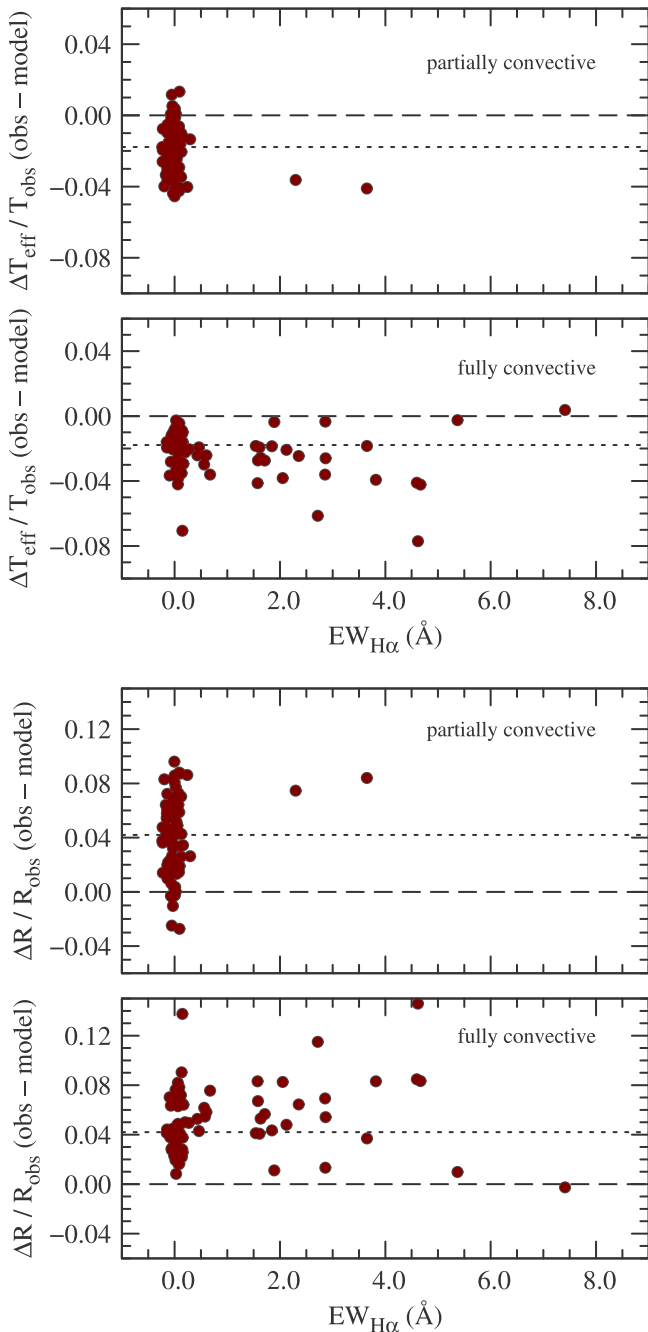 0.04
partially convective
0.00
−0.04
−0.08
ΔT_eff / T_obs (obs − model)
0.04
fully convective
0.00
−0.04
−0.08
ΔT_eff / T_obs (obs − model)
0.0 2.0 4.0 6.0 8.0
EW_Hα (Å)
0.12
partially convective
0.08
0.04
0.00
−0.04
ΔR / R_obs (obs − model)
0.12
fully convective
0.08
0.04
0.00
−0.04
ΔR / R_obs (obs − model)
0.0 2.0 4.0 6.0 8.0
EW_Hα (Å)